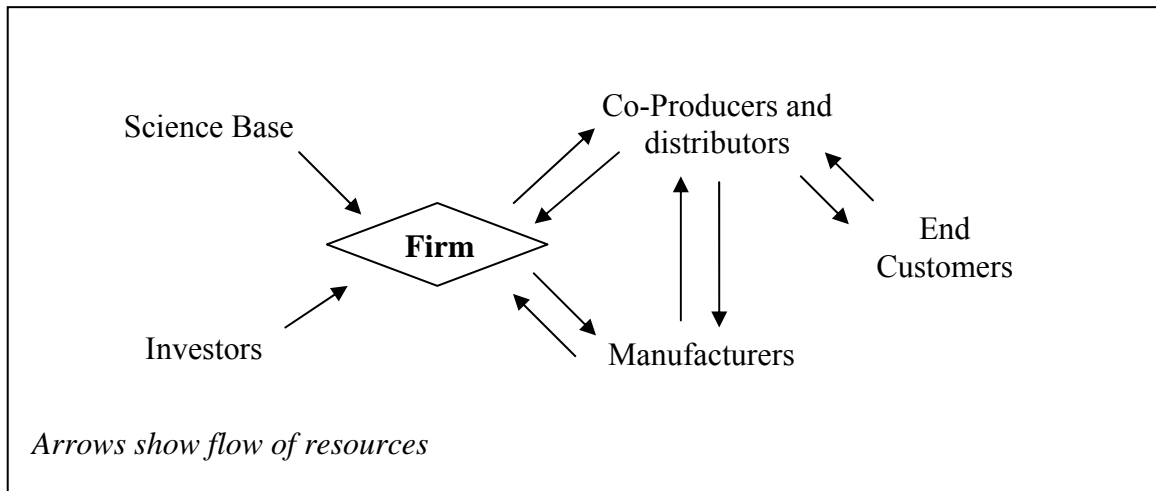 Science Base
Co-Producers and
distributors
Firm
End
Customers
Investors
Manufacturers
Arrows show flow of resources